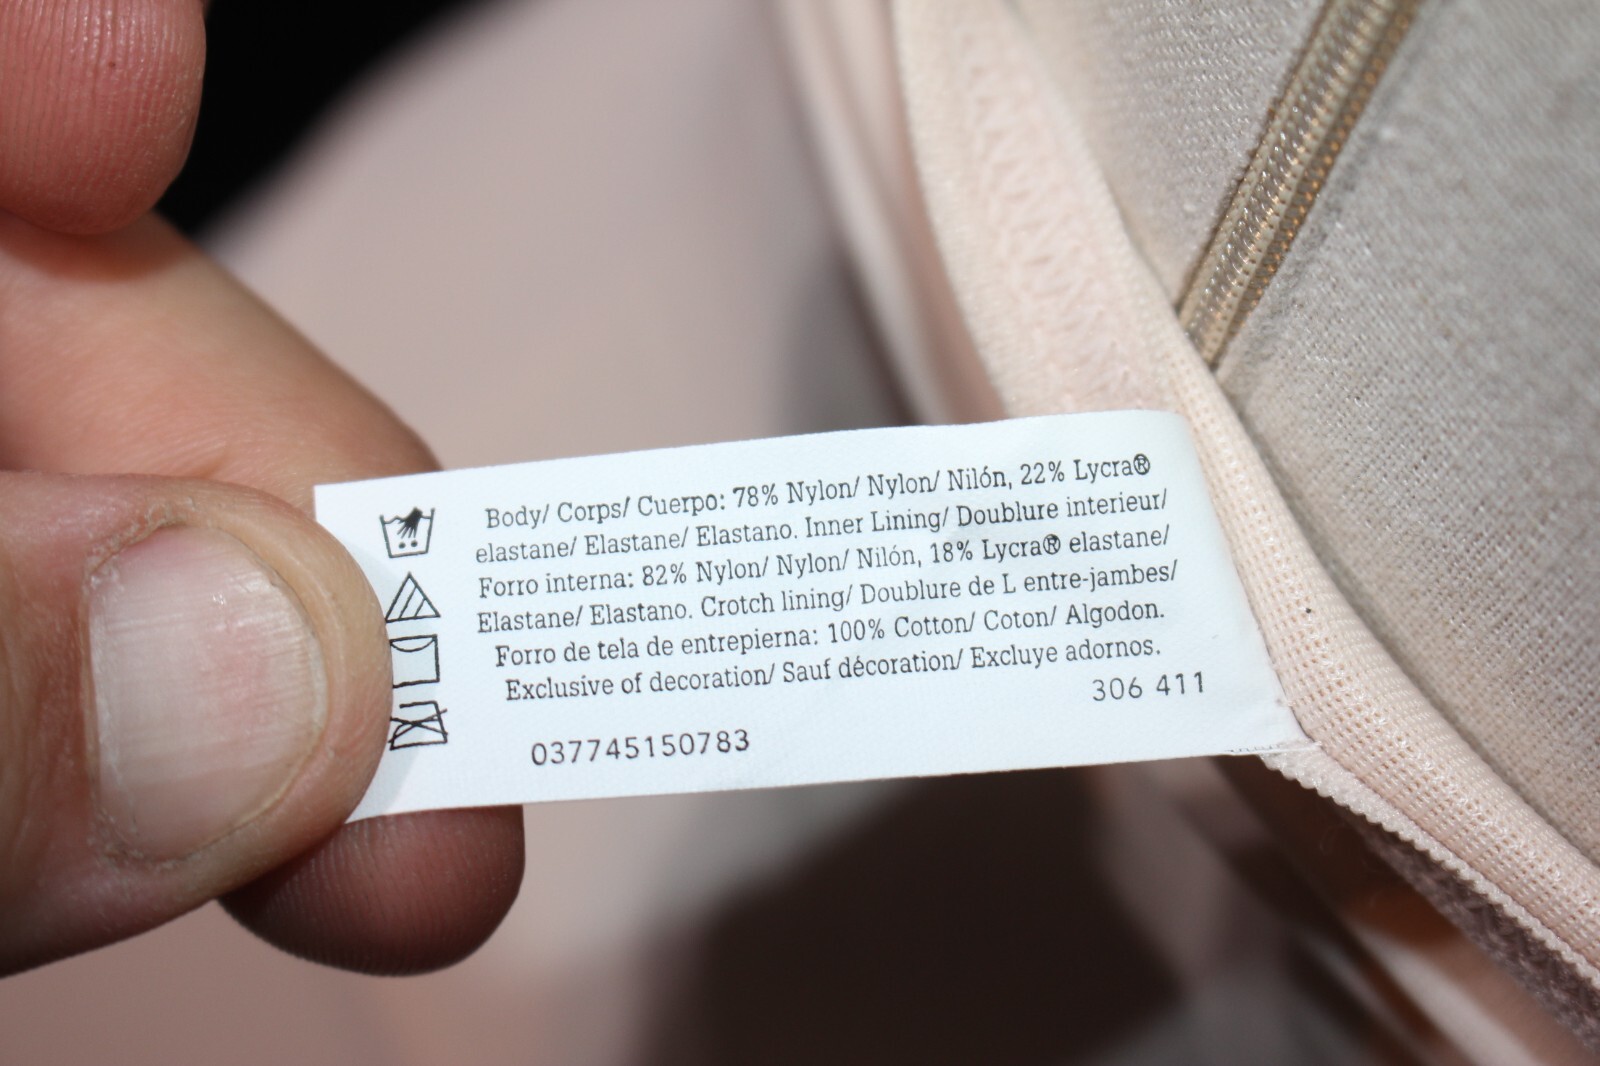 Body/ Corps/ Cuerpo: 78% Nylon/ Nylon/ Nilón, 22% Lycra®
elastane/ Elastane/ Elastano. Inner Lining/ Doublure interieur/
Forro interna: 82% Nylon/ Nylon/ Nilón, 18% Lycra® elastane/
Elastane/ Elastano. Crotch lining/ Doublure de L entre-jambes/
Forro de tela de entrepierna: 100% Cotton/ Coton/ Algodon.
Exclusive of decoration/ Sauf décoration/ Excluye adornos.
306 411
037745150783